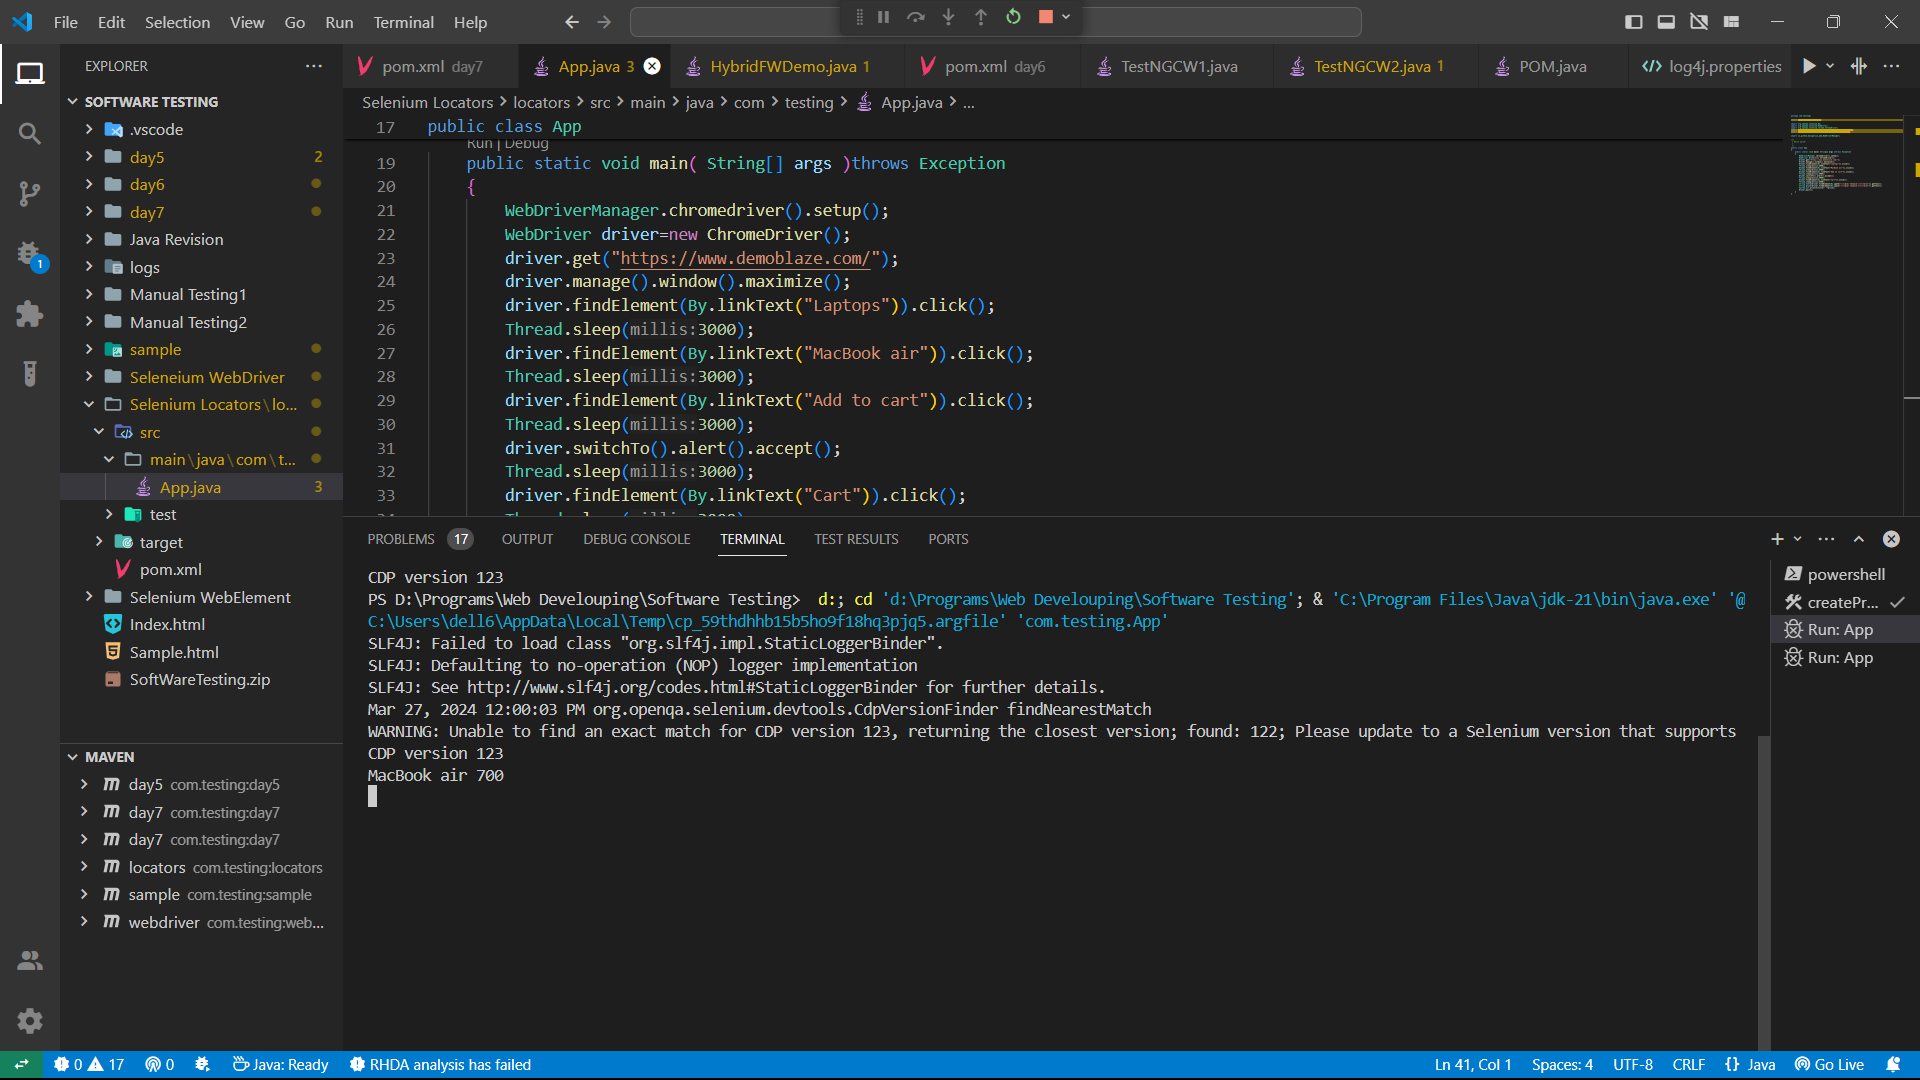 File Edit Selection View Go Run Terminal Help
EXPLORER
SOFTWARE TESTING
.vscode
day5 2
day6
day7
Java Revision
logs
Manual Testing1
Manual Testing2
sample
Seleneium WebDriver
Selenium Locators\lo...
src
main\java\com\t...
App.java 3
test
target
pom.xml
Selenium WebElement
Index.html
Sample.html
SoftWareTesting.zip
MAVEN
day5 com.testing:day5
day7 com.testing:day7
day7 com.testing:day7
locators com.testing:locators
sample com.testing:sample
webdriver com.testing:web...
1
pom.xml day7
App.java 3
HybridFWDemo.java 1
pom.xml day6
TestNGCW1.java
TestNGCW2.java 1
POM.java
log4j.properties
Selenium Locators > locators > src > main > java > com > testing > App.java > ...
17 public class App
Run | Debug
19 public static void main( String[] args )throws Exception
20 {
21 WebDriverManager.chromedriver().setup();
22 WebDriver driver=new ChromeDriver();
23 driver.get("https://www.demoblaze.com/");
24 driver.manage().window().maximize();
25 driver.findElement(By.linkText("Laptops")).click();
26 Thread.sleep(millis:3000);
27 driver.findElement(By.linkText("MacBook air")).click();
28 Thread.sleep(millis:3000);
29 driver.findElement(By.linkText("Add to cart")).click();
30 Thread.sleep(millis:3000);
31 driver.switchTo().alert().accept();
32 Thread.sleep(millis:3000);
33 driver.findElement(By.linkText("Cart")).click();
PROBLEMS 17 OUTPUT DEBUG CONSOLE TERMINAL TEST RESULTS PORTS
CDP version 123
PS D:\Programs\Web Develouping\Software Testing>  d:; cd 'd:\Programs\Web Develouping\Software Testing'; & 'C:\Program Files\Java\jdk-21\bin\java.exe' '@
C:\Users\dell6\AppData\Local\Temp\cp_59thdhhb15b5ho9f18hq3pjq5.argfile' 'com.testing.App'
SLF4J: Failed to load class "org.slf4j.impl.StaticLoggerBinder".
SLF4J: Defaulting to no-operation (NOP) logger implementation
SLF4J: See http://www.slf4j.org/codes.html#StaticLoggerBinder for further details.
Mar 27, 2024 12:00:03 PM org.openqa.selenium.devtools.CdpVersionFinder findNearestMatch
WARNING: Unable to find an exact match for CDP version 123, returning the closest version; found: 122; Please update to a Selenium version that supports
CDP version 123
MacBook air 700
powershell
createPr...
Run: App
Run: App
0 17 0 Java: Ready RHDA analysis has failed
Ln 41, Col 1 Spaces: 4 UTF-8 CRLF {} Java Go Live